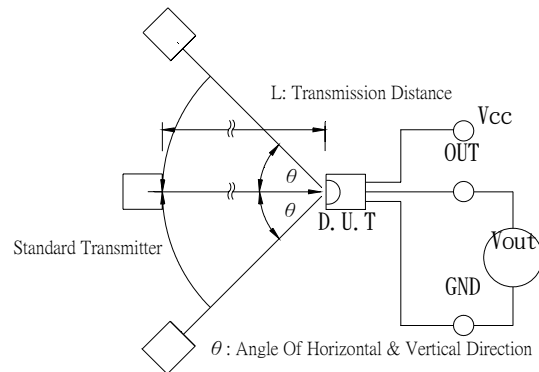 L: Transmission Distance
Vcc
OUT
θ
θ
D.U.T
Standard Transmitter
Vout
GND
θ : Angle Of Horizontal & Vertical Direction